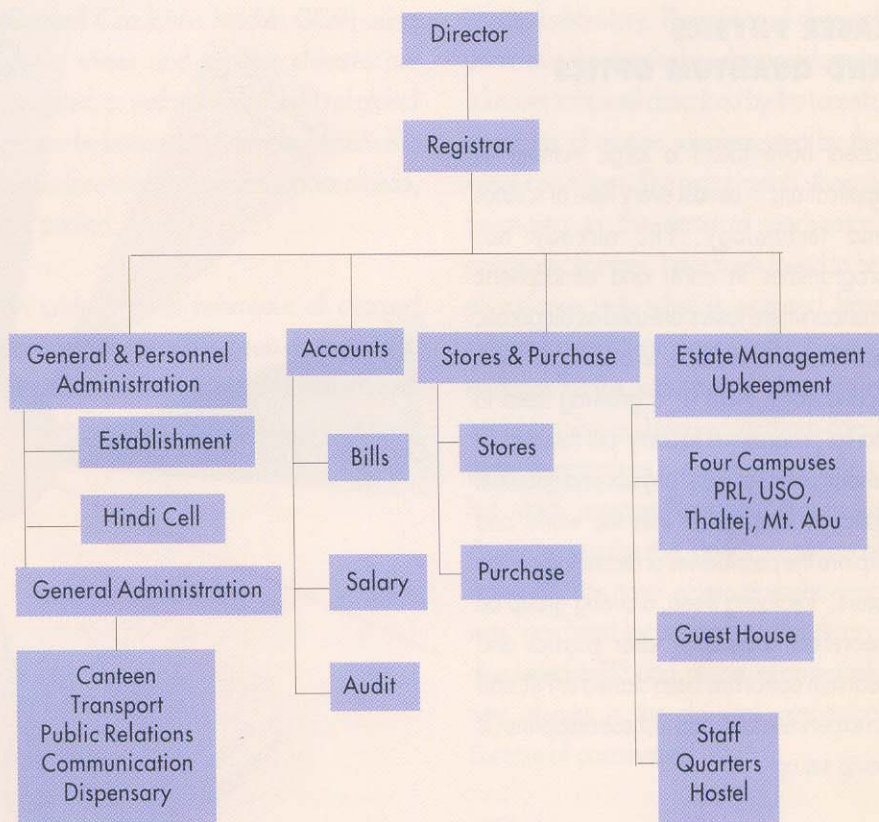 Director
Registrar
General & Personnel
Administration
Accounts
Stores & Purchase
Estate Management
Upkeepment
Establishment
Bills
Stores
Four Campuses
PRL, USO,
Thaltej, Mt. Abu
Hindi Cell
General Administration
Salary
Purchase
Guest House
Canteen
Transport
Public Relations
Communication
Dispensary
Audit
Staff
Quarters
Hostel